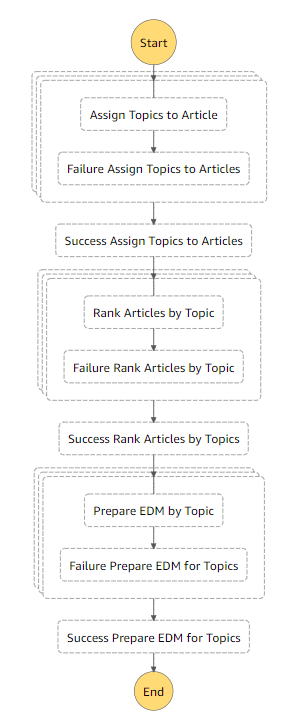 Start
Assign Topics to Article
Failure Assign Topics to Articles
Success Assign Topics to Articles
Rank Articles by Topic
Failure Rank Articles by Topic
Success Rank Articles by Topics
Prepare EDM by Topic
Failure Prepare EDM for Topics
Success Prepare EDM for Topics
End